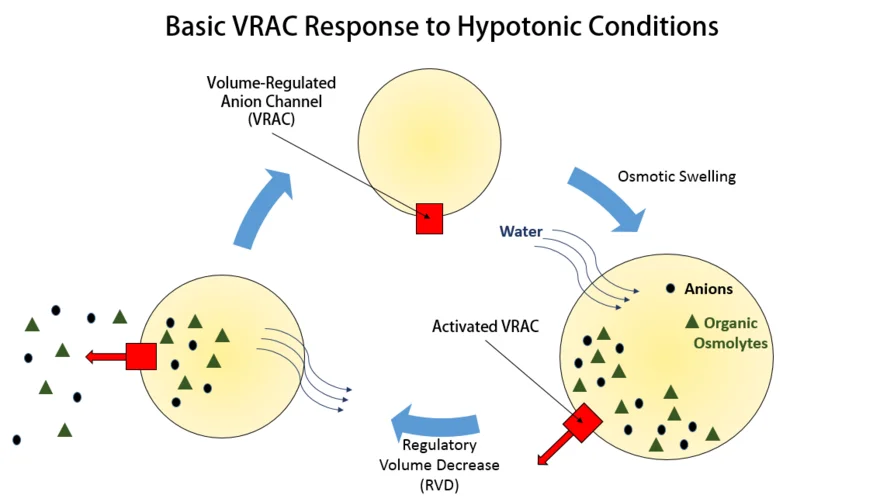 Basic VRAC Response to Hypotonic Conditions
Volume-Regulated
Anion Channel
(VRAC)
Osmotic Swelling
Water
Anions
Organic
Osmolytes
Activated VRAC
Regulatory
Volume Decrease
(RVD)